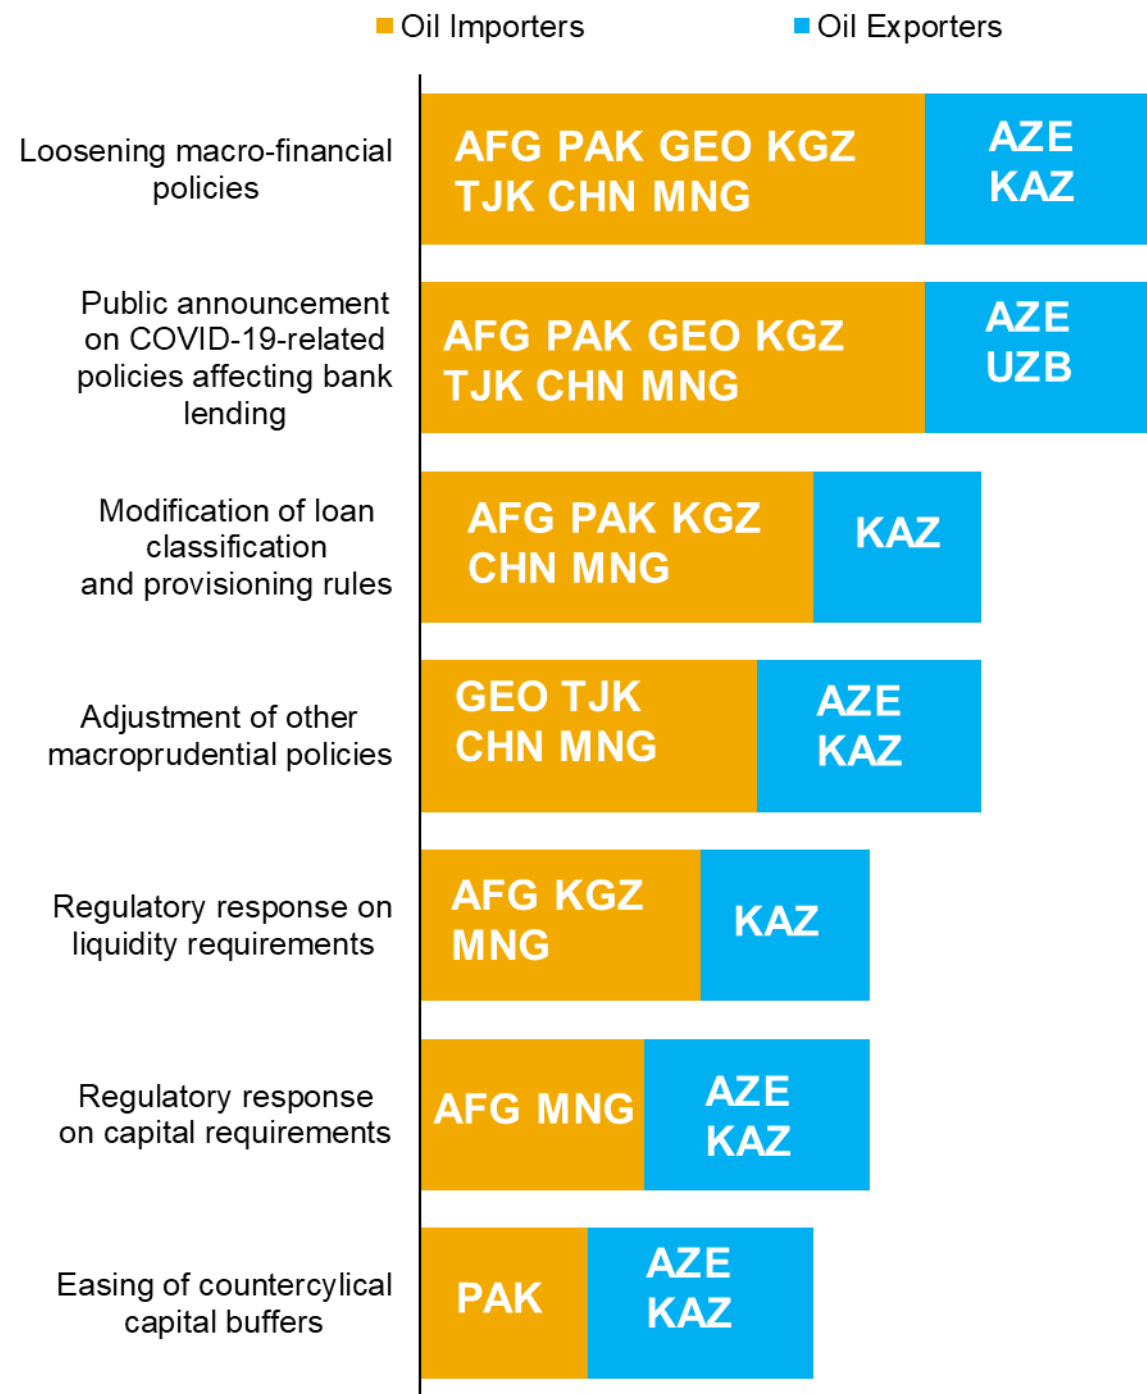 Oil Importers
Oil Exporters
Loosening macro-financial
policies
AFG PAK GEO KGZ
TJK CHN MNG
AZE
KAZ
Public announcement
on COVID-19-related
policies affecting bank
lending
AFG PAK GEO KGZ
TJK CHN MNG
AZE
UZB
Modification of loan
classification
and provisioning rules
AFG PAK KGZ
CHN MNG
KAZ
Adjustment of other
macroprudential policies
GEO TJK
CHN MNG
AZE
KAZ
Regulatory response on
liquidity requirements
AFG KGZ
MNG
KAZ
Regulatory response
on capital requirements
AFG MNG
AZE
KAZ
Easing of countercylical
capital buffers
PAK
AZE
KAZ